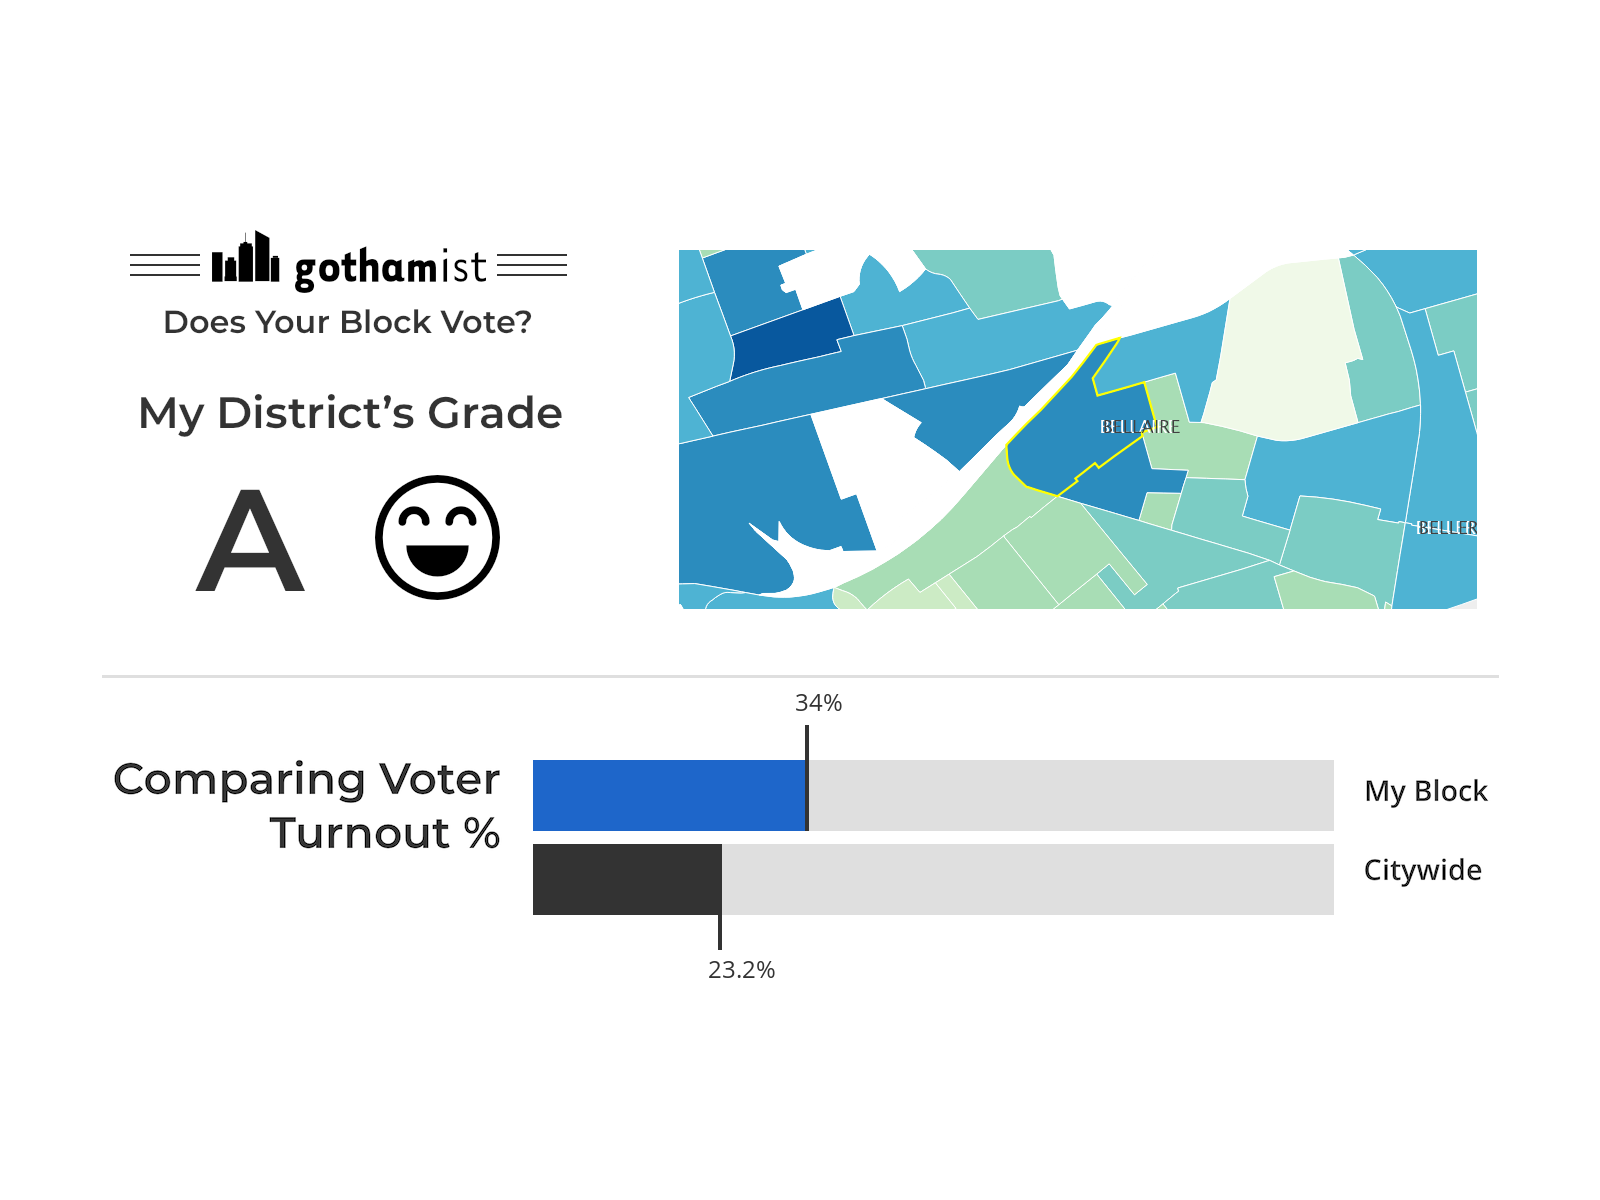 gothamist
Does Your Block Vote?
My District’s Grade
A
BELLAIRE
BELLER
34%
Comparing Voter
Turnout %
My Block
Citywide
23.2%